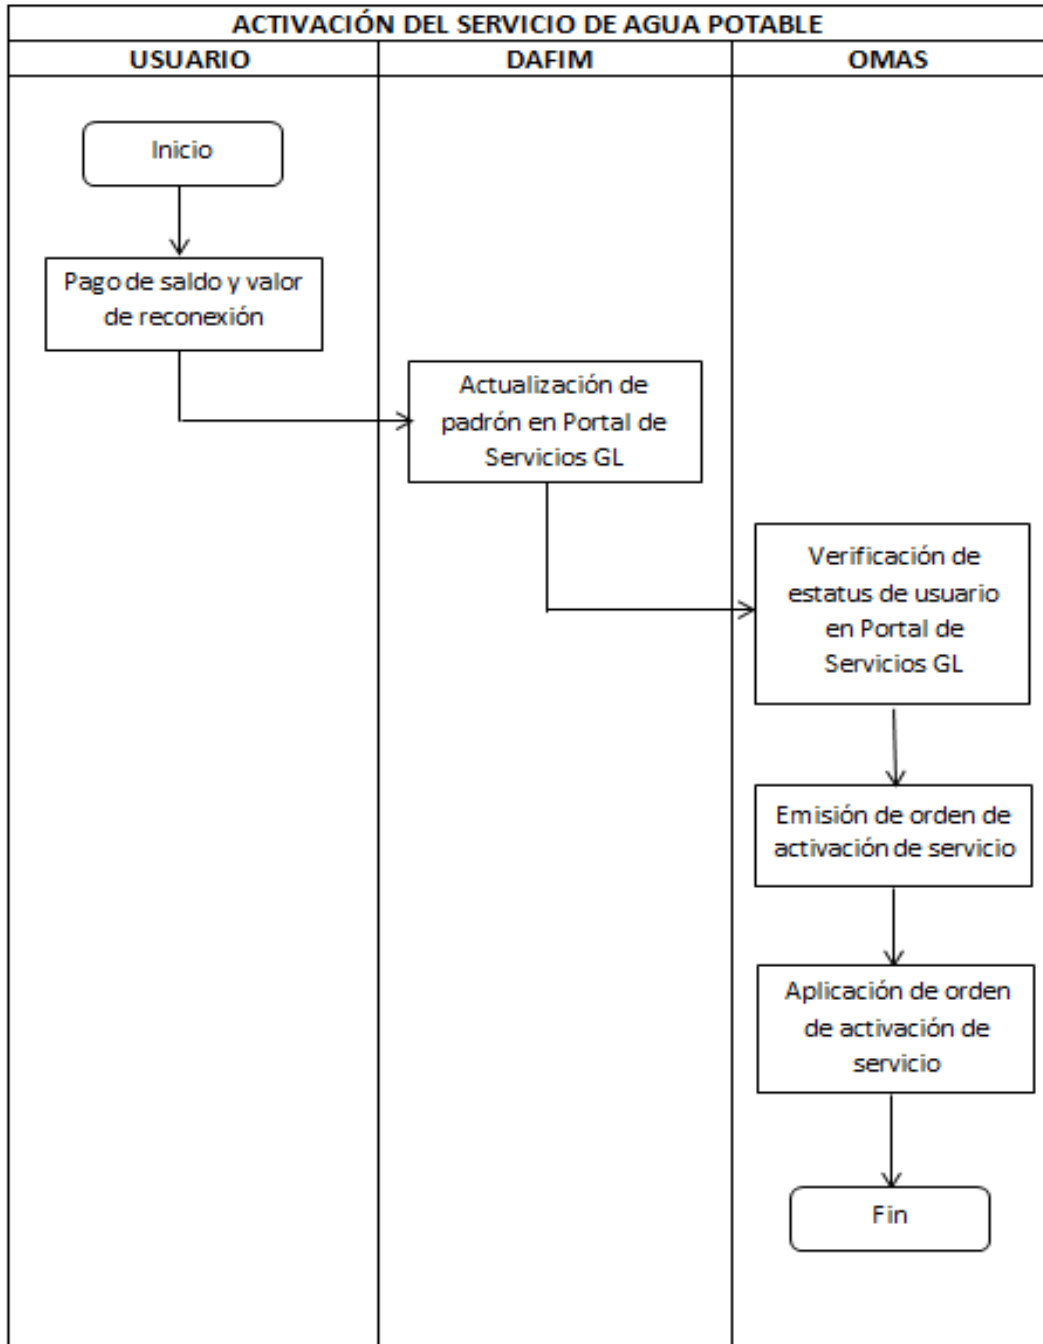 ACTIVACIÓN DEL SERVICIO DE AGUA POTABLE
USUARIO
DAFIM
OMAS
Inicio
Pago de saldo y valor
de reconexión
Actualización de
padrón en Portal de
Servicios GL
Verificación de
estatus de usuario
en Portal de
Servicios GL
Emisión de orden de
activación de servicio
Aplicación de orden
de activación de
servicio
Fin